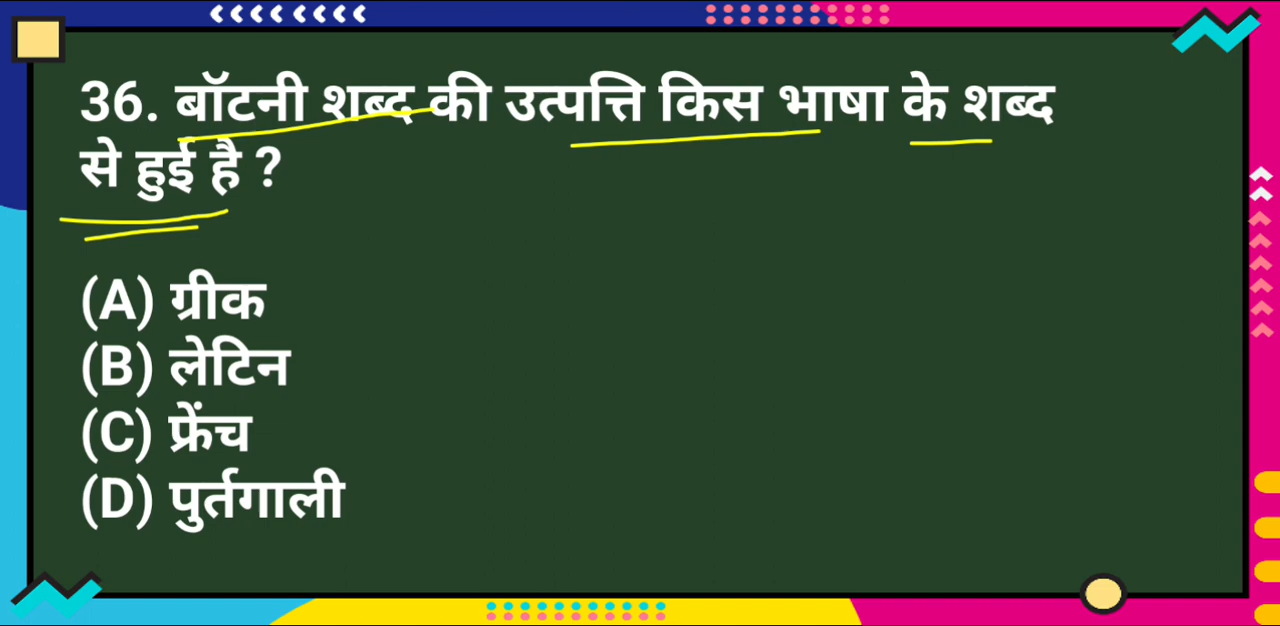 36. बॉटनी शब्द की उत्पत्ति किस भाषा के शब्द
से हुई है ?
(A) ग्रीक
(B) लेटिन
(C) फ्रेंच
(D) पुर्तगाली